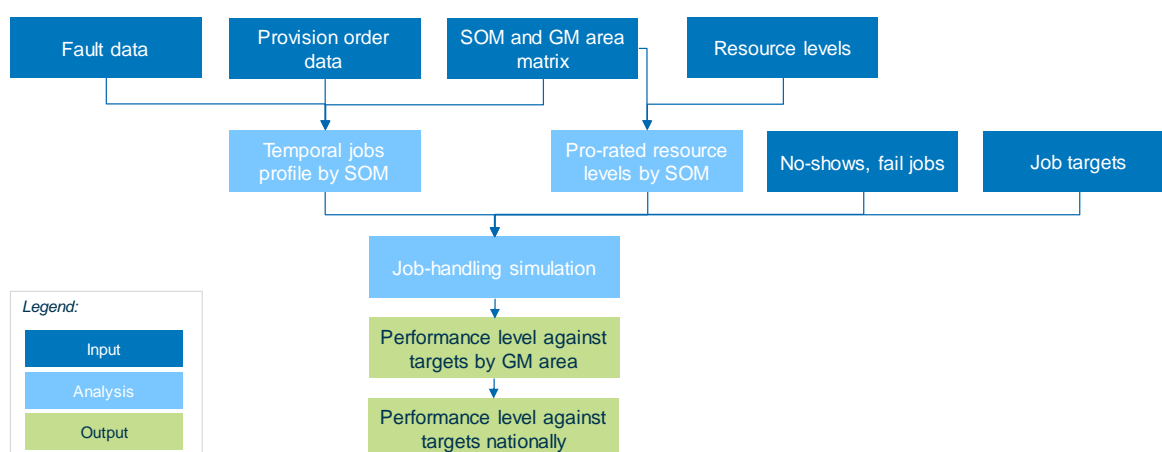 Fault data
Provision order
data
SOM and GM area
matrix
Resource levels
Temporal jobs
profile by SOM
Pro-rated resource
levels by SOM
No-shows, fail jobs
Job targets
Job-handling simulation
Legend:
Input
Analysis
Output
Performance level against
targets by GM area
Performance level against
targets nationally